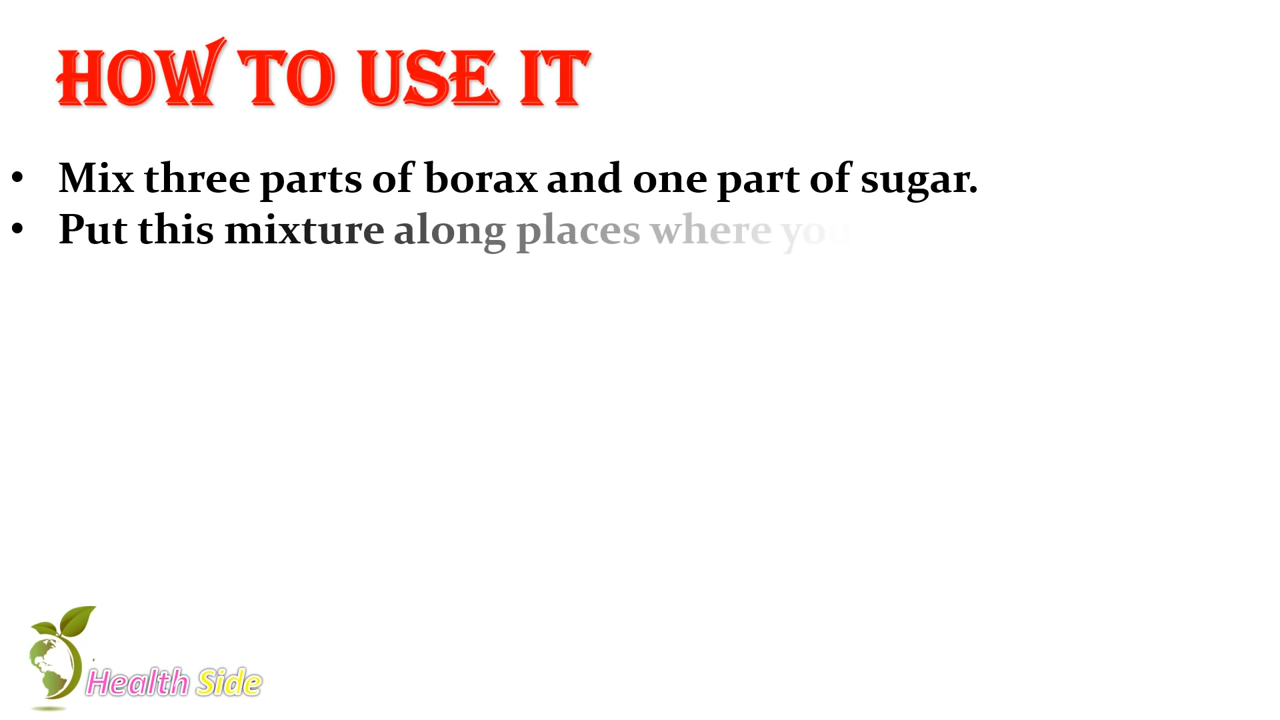 HOW TO USE IT
• Mix three parts of borax and one part of sugar.
• Put this mixture along places where you
Health Side